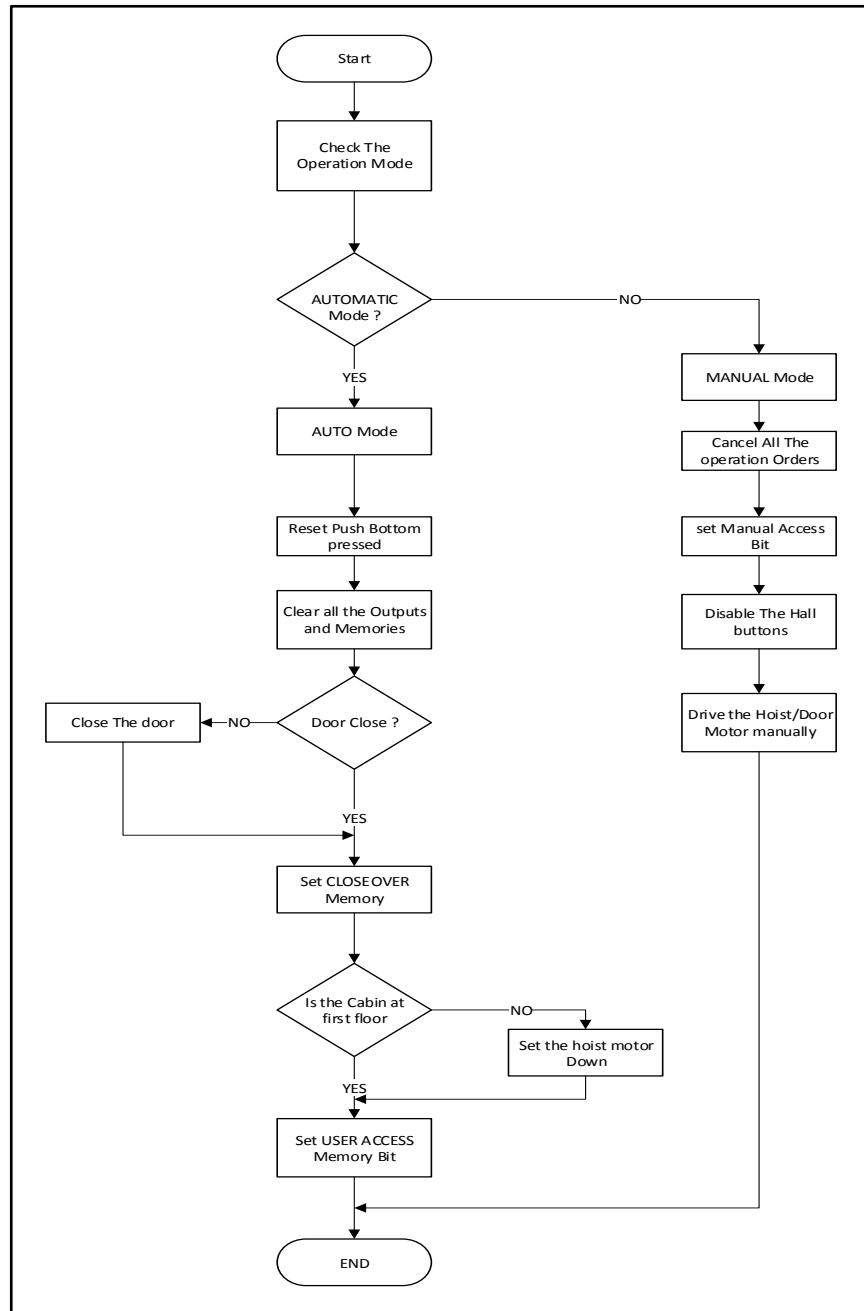 Start
Check The
Operation Mode
AUTOMATIC
Mode ?
NO
YES
MANUAL Mode
AUTO Mode
Cancel All The
operation Orders
Reset Push Bottom
pressed
set Manual Access
Bit
Clear all the Outputs
and Memories
Disable The Hall
buttons
Close The door
NO
Door Close ?
Drive the Hoist/Door
Motor manually
YES
Set CLOSEOVER
Memory
Is the Cabin at
first floor
NO
Set the hoist motor
Down
YES
Set USER ACCESS
Memory Bit
END